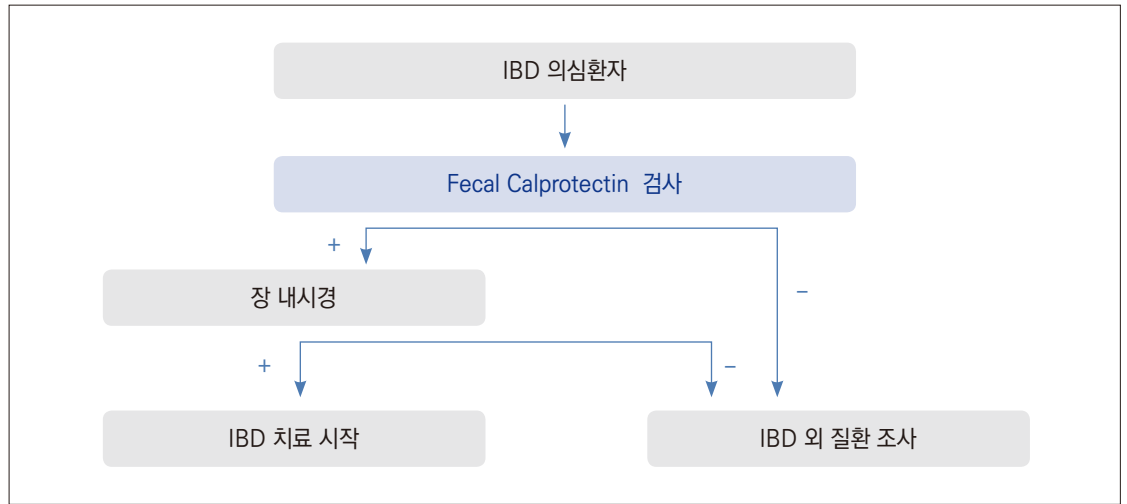 IBD 의심환자
Fecal Calprotectin 검사
+
장 내시경
−
+
−
IBD 치료 시작
IBD 외 질환 조사